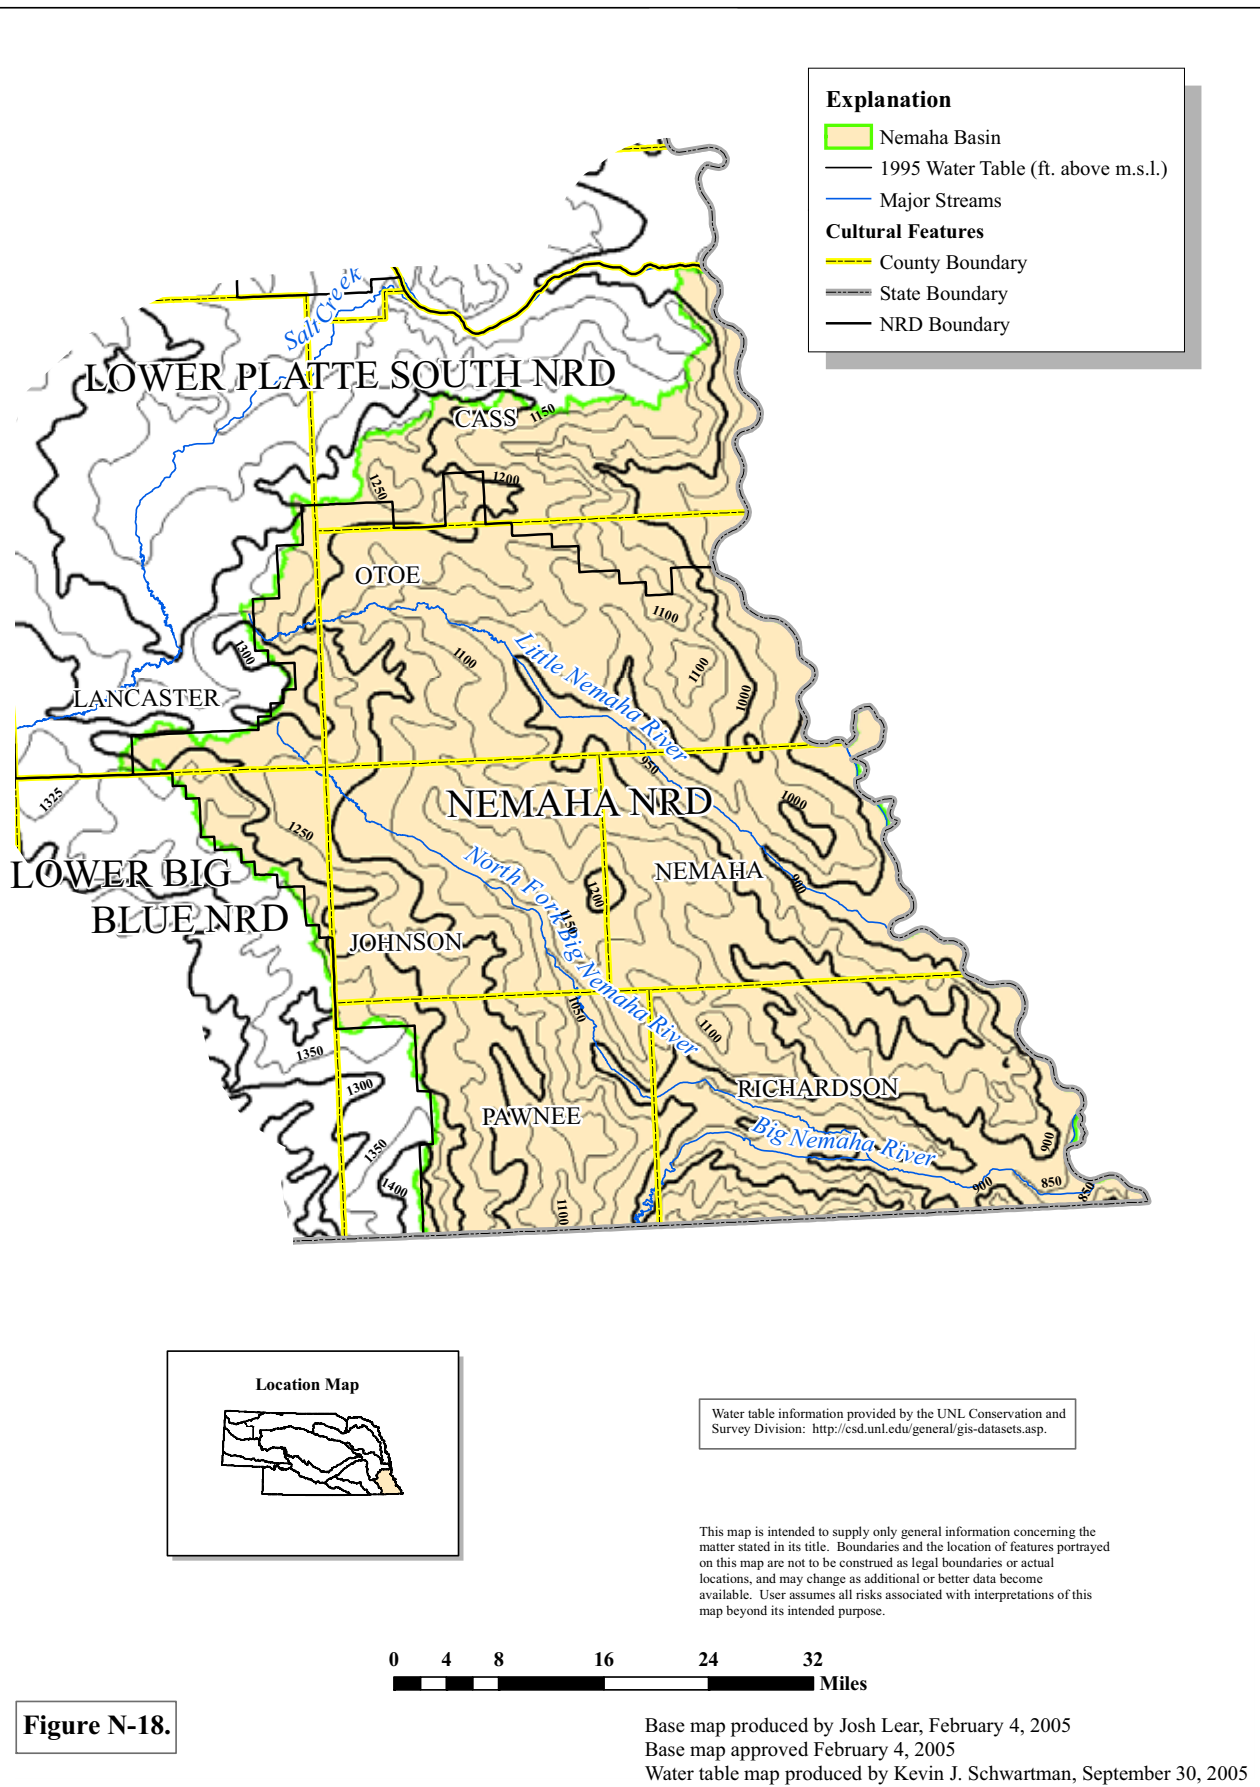 Explanation
Nemaha Basin
1995 Water Table (ft. above m.s.l.)
Major Streams
Cultural Features
County Boundary
State Boundary
NRD Boundary
Salt Creek
LOWER PLATTE SOUTH NRD
CASS
1150
1250
1200
OTOE
1100
Little Nemaha River
1300
1100
1100
1000
LANCASTER
950
1325
NEMAHA NRD
1000
1250
LOWER BIG
BLUE NRD
North Fork Big Nemaha River
NEMAHA
900
1200
1150
JOHNSON
1050
1100
1350
1300
RICHARDSON
PAWNEE
Big Nemaha River
1350
900
1400
900
850
850
1100
Location Map
Water table information provided by the UNL Conservation and
Survey Division: http://csd.unl.edu/general/gis-datasets.asp.
This map is intended to supply only general information concerning the
matter stated in its title. Boundaries and the location of features portrayed
on this map are not to be construed as legal boundaries or actual
locations, and may change as additional or better data become
available. User assumes all risks associated with interpretations of this
map beyond its intended purpose.
0 4 8 16 24 32
Miles
Figure N-18.
Base map produced by Josh Lear, February 4, 2005
Base map approved February 4, 2005
Water table map produced by Kevin J. Schwartman, September 30, 2005